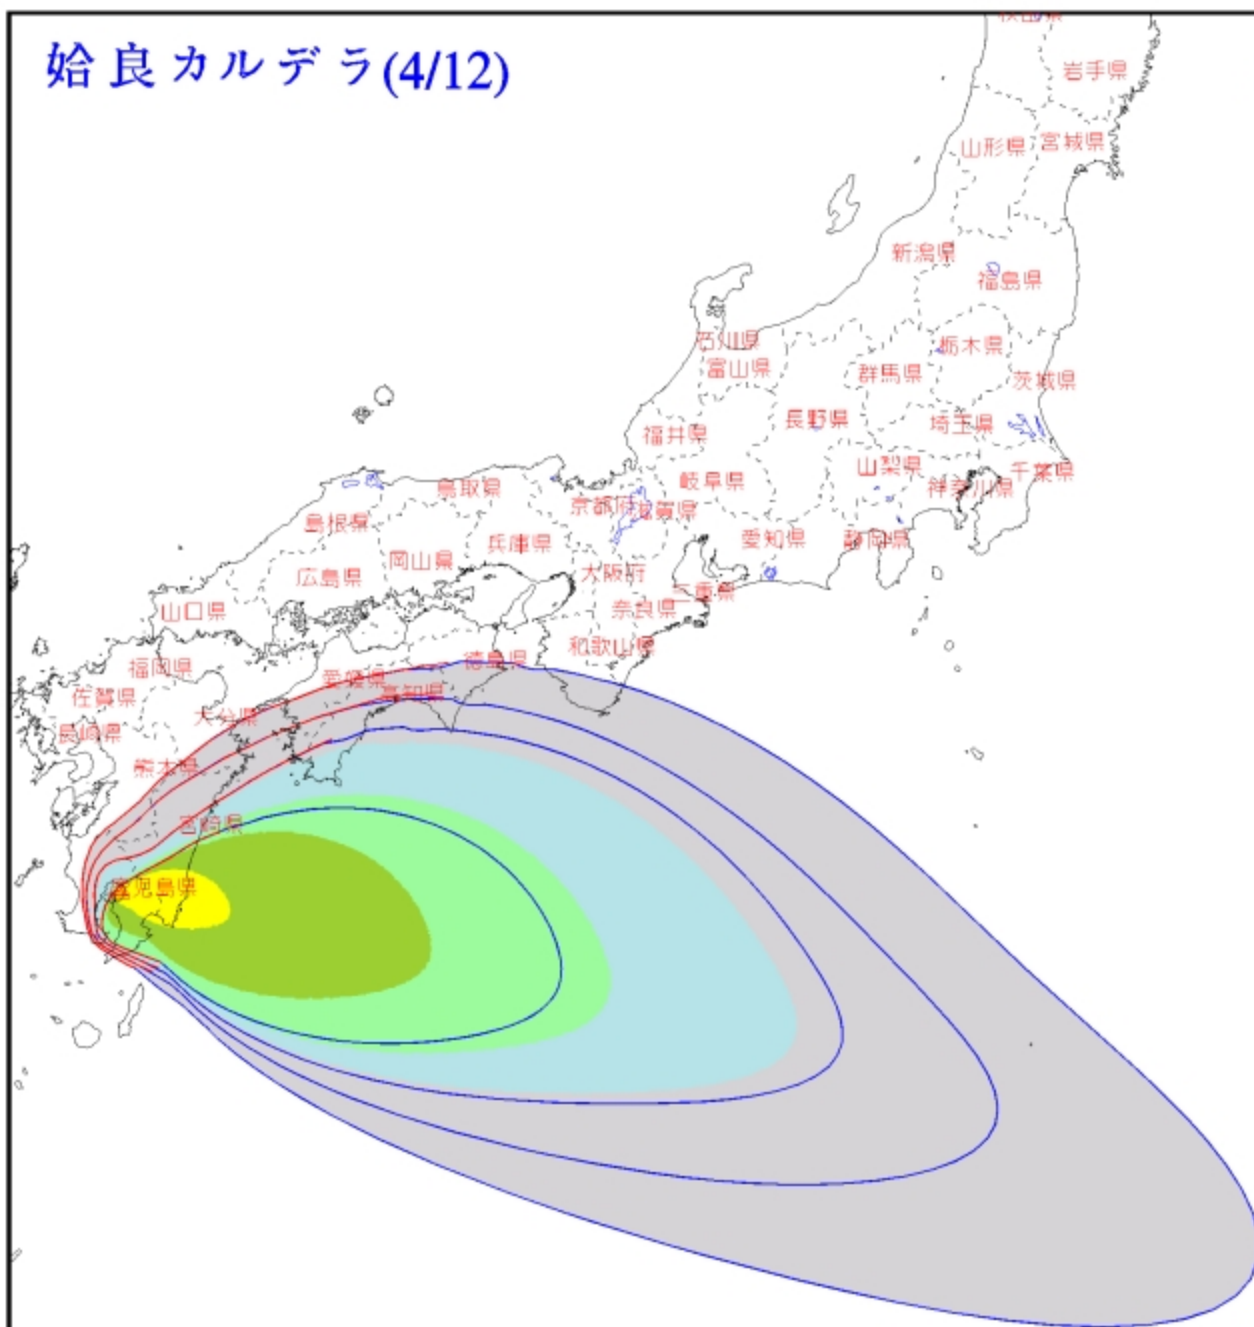 姶良カルデラ(4/12)
秋田県
岩手県
山形県
宮城県
新潟県
福島県
石川県
富山県
栃木県
群馬県
茨城県
長野県
埼玉県
福井県
山梨県
千葉県
岐阜県
神奈川県
鳥取県
京都府
滋賀県
島根県
愛知県
静岡県
兵庫県
岡山県
大阪府
広島県
三重県
奈良県
山口県
和歌山県
徳島県
福岡県
愛媛県
高知県
佐賀県
大分県
長崎県
熊本県
宮崎県
鹿児島県